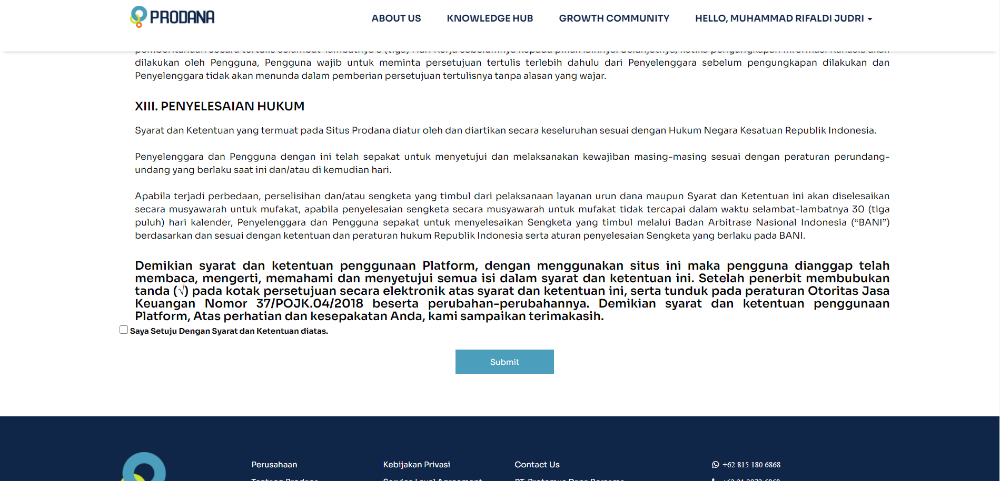 PRODANA
ABOUT US
KNOWLEDGE HUB
GROWTH COMMUNITY
HELLO, MUHAMMAD RIFALDI JUDRI
dilakukan oleh Pengguna, Pengguna wajib untuk meminta persetujuan tertulis terlebih dahulu dari Penyelenggara sebelum pengungkapan dilakukan dan
Penyelenggara tidak akan menunda dalam pemberian persetujuan tertulisnya tanpa alasan yang wajar.
XIII. PENYELESAIAN HUKUM
Syarat dan Ketentuan yang termuat pada Situs Prodana diatur oleh dan diartikan secara keseluruhan sesuai dengan Hukum Negara Kesatuan Republik Indonesia.
Penyelenggara dan Pengguna dengan ini telah sepakat untuk menyetujui dan melaksanakan kewajiban masing-masing sesuai dengan peraturan perundang-
undang yang berlaku saat ini dan/atau di kemudian hari.
Apabila terjadi perbedaan, perselisihan dan/atau sengketa yang timbul dari pelaksanaan layanan urun dana maupun Syarat dan Ketentuan ini akan diselesaikan
secara musyawarah untuk mufakat, apabila penyelesaian sengketa secara musyawarah untuk mufakat tidak tercapai dalam waktu selambat-lambatnya 30 (tiga
puluh) hari kalender, Penyelenggara dan Pengguna sepakat untuk menyelesaikan Sengketa yang timbul melalui Badan Arbitrase Nasional Indonesia (“BANI”)
berdasarkan dan sesuai dengan ketentuan dan peraturan hukum Republik Indonesia serta aturan penyelesaian Sengketa yang berlaku pada BANI.
Demikian syarat dan ketentuan penggunaan Platform, dengan menggunakan situs ini maka pengguna dianggap telah
membaca, mengerti, memahami dan menyetujui semua isi dalam syarat dan ketentuan ini. Setelah penerbit membubukan
tanda (√) pada kotak persetujuan secara elektronik atas syarat dan ketentuan ini, serta tunduk pada peraturan Otoritas Jasa
Keuangan Nomor 37/POJK.04/2018 beserta perubahan-perubahannya. Demikian syarat dan ketentuan penggunaan
Platform, Atas perhatian dan kesepakatan Anda, kami sampaikan terimakasih.
Saya Setuju Dengan Syarat dan Ketentuan diatas.
Submit
Perusahaan
Kebijakan Privasi
Contact Us
+62 815 180 6868